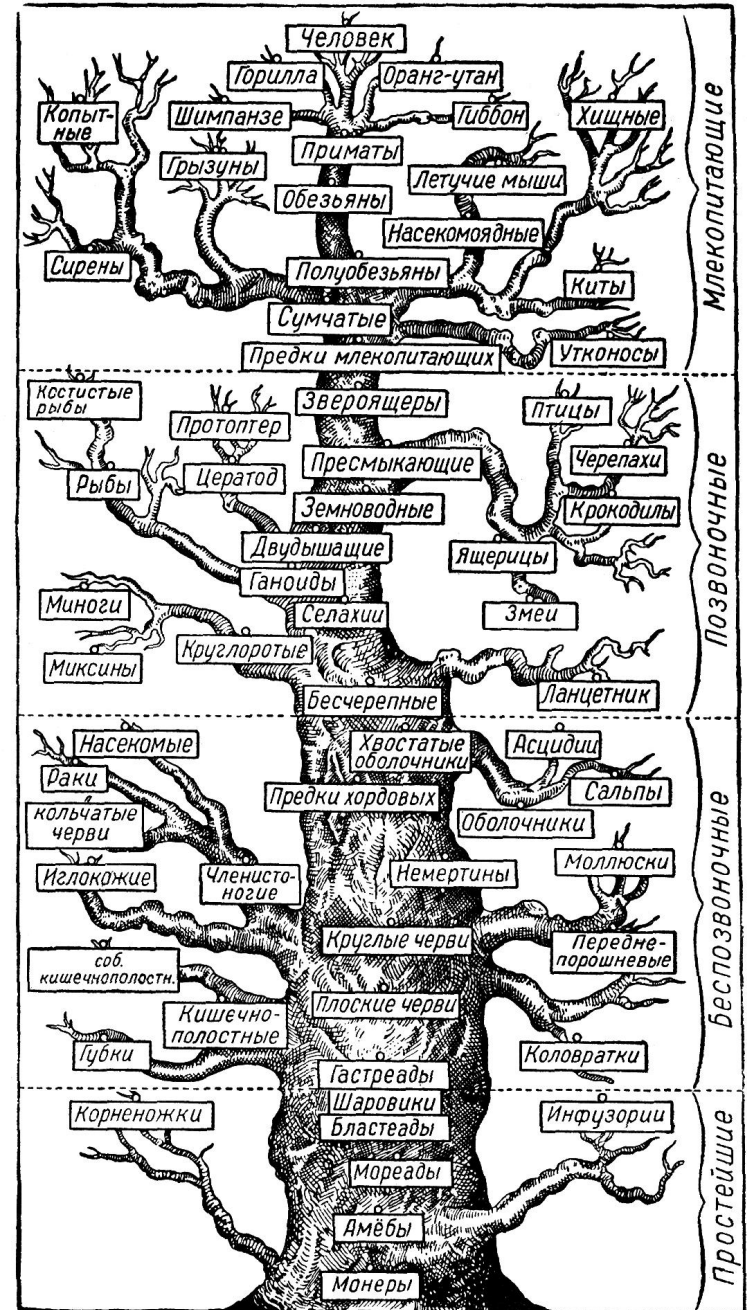 Человек
Горилла
Оранг-утан
Копыт-
ные
Шимпанзе
Гиббон
Хищные
Приматы
Грызуны
Летучие мыши
Обезьяны
Насекомоядные
Сирены
Полуобезьяны
Киты
Сумчатые
Предки млекопитающих
Утконосы
Млекопитающие
Костистые
рыбы
Звероящеры
Птицы
Протоптер
Пресмыкающие
Черепахи
Рыбы
Цератод
Земноводные
Крокодилы
Двудышащие
Ящерицы
Ганоиды
Миноги
Селахии
Змеи
Круглоротые
Миксины
Бесчерепные
Ланцетник
Позвоночные
Насекомые
Хвостатые
оболочники
Асцидии
Раки
Сальпы
Предки хордовых
кольчатые
черви
Оболочники
Моллюски
Иглокожие
Членисто-
ногие
Немертины
Круглые черви
Передне-
порошневые
соб.
кишечнополостн.
Плоские черви
Кишечно-
полостные
Губки
Коловратки
Гастреады
Беспозвоночные
Шаровики
Корненожки
Инфузории
Бластеады
Мореады
Амёбы
Монеры
Простейшие